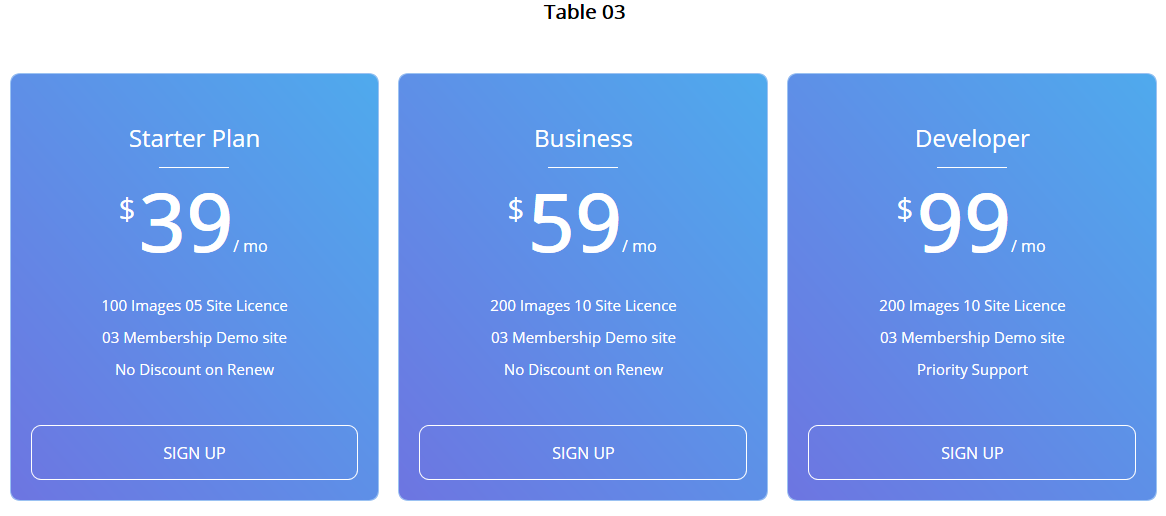 Table 03
Starter Plan
$39/ mo
100 Images 05 Site Licence
03 Membership Demo site
No Discount on Renew
SIGN UP
Business
$59/ mo
200 Images 10 Site Licence
03 Membership Demo site
No Discount on Renew
SIGN UP
Developer
$99/ mo
200 Images 10 Site Licence
03 Membership Demo site
Priority Support
SIGN UP